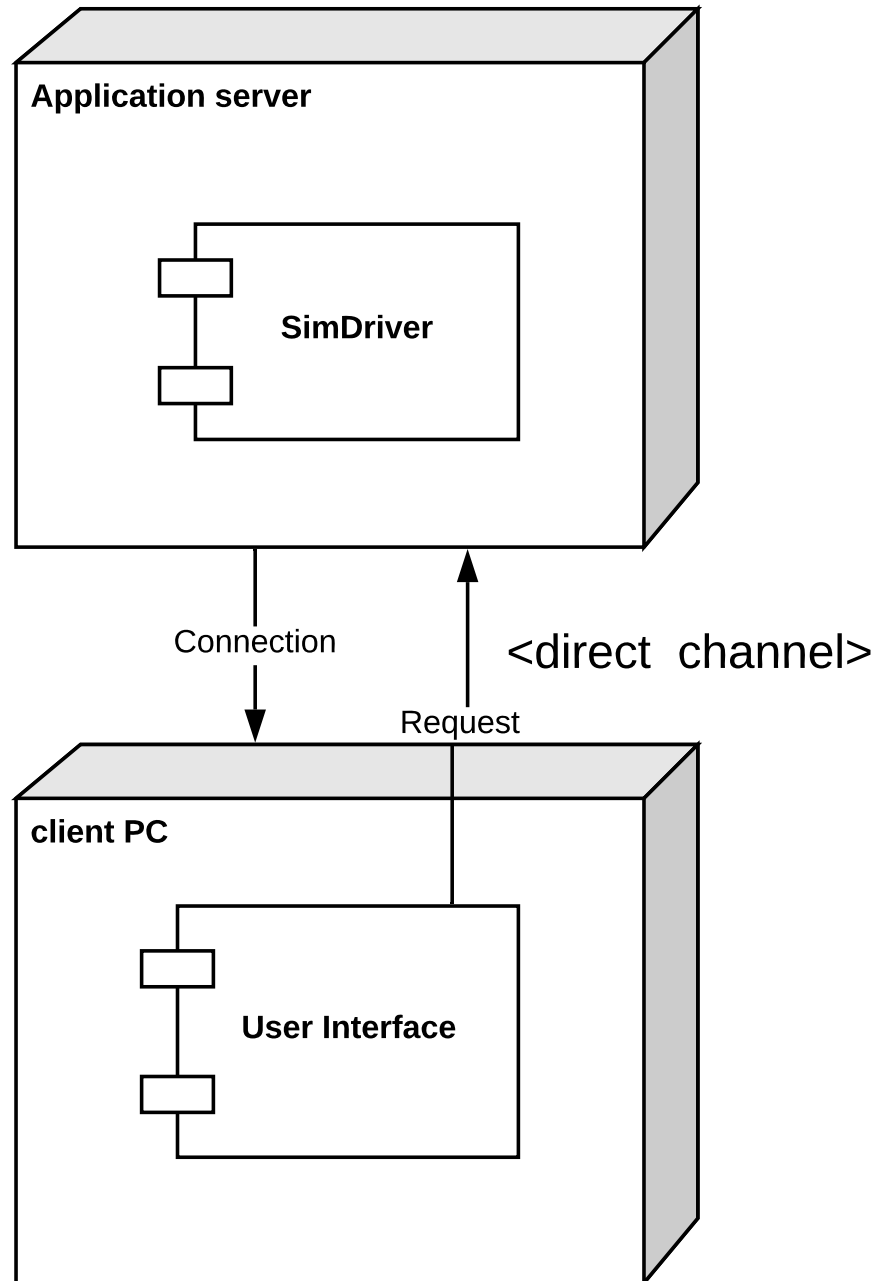 Application server
SimDriver
Connection
<direct channel>
Request
client PC
User Interface